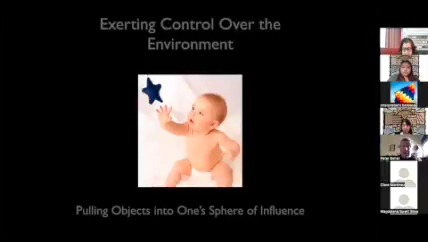 Exerting Control Over the
Environment
Pulling Objects into One's Sphere of Influence